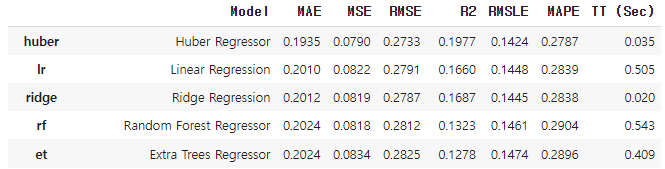 Model MAE MSE RMSE R2 RMSLE MAPE TT (Sec)
huber Huber Regressor 0.1935 0.0790 0.2733 0.1977 0.1424 0.2787 0.035
lr Linear Regression 0.2010 0.0822 0.2791 0.1660 0.1448 0.2839 0.505
ridge Ridge Regression 0.2012 0.0819 0.2787 0.1687 0.1445 0.2838 0.020
rf Random Forest Regressor 0.2024 0.0818 0.2812 0.1323 0.1461 0.2904 0.543
et Extra Trees Regressor 0.2024 0.0834 0.2825 0.1278 0.1474 0.2896 0.409